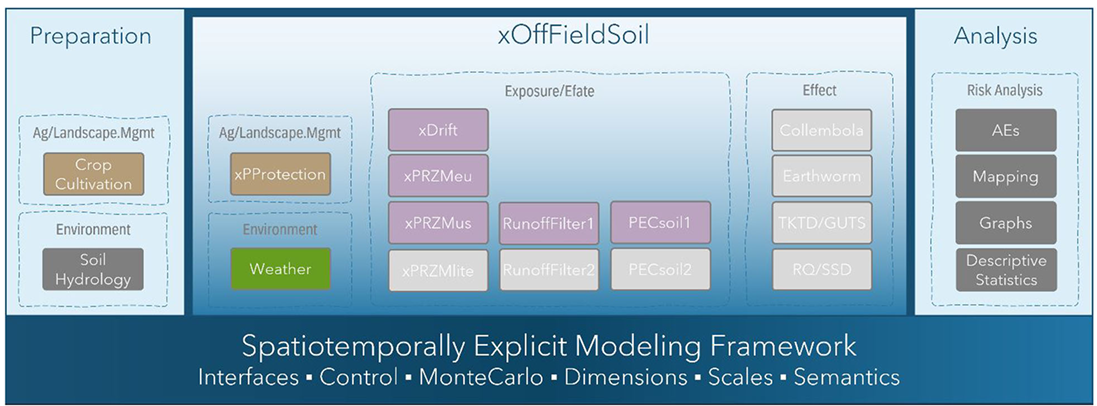 Preparation
Ag/Landscape.Mgmt
Crop
Cultivation
Environment
Soil
Hydrology
xOffFieldSoil
Ag/Landscape.Mgmt
xPProtection
Environment
Weather
Exposure/Efate
xDrift
xPRZMeu
xPRZMus
RunoffFilter1
PECsoil1
xPRZMlite
RunoffFilter2
PECsoil2
Effect
Collembola
Earthworm
TKTD/GUTS
RQ/SSD
Analysis
Risk Analysis
AEs
Mapping
Graphs
Descriptive
Statistics
Spatiotemporally Explicit Modeling Framework
Interfaces ▪ Control ▪ MonteCarlo ▪ Dimensions ▪ Scales ▪ Semantics